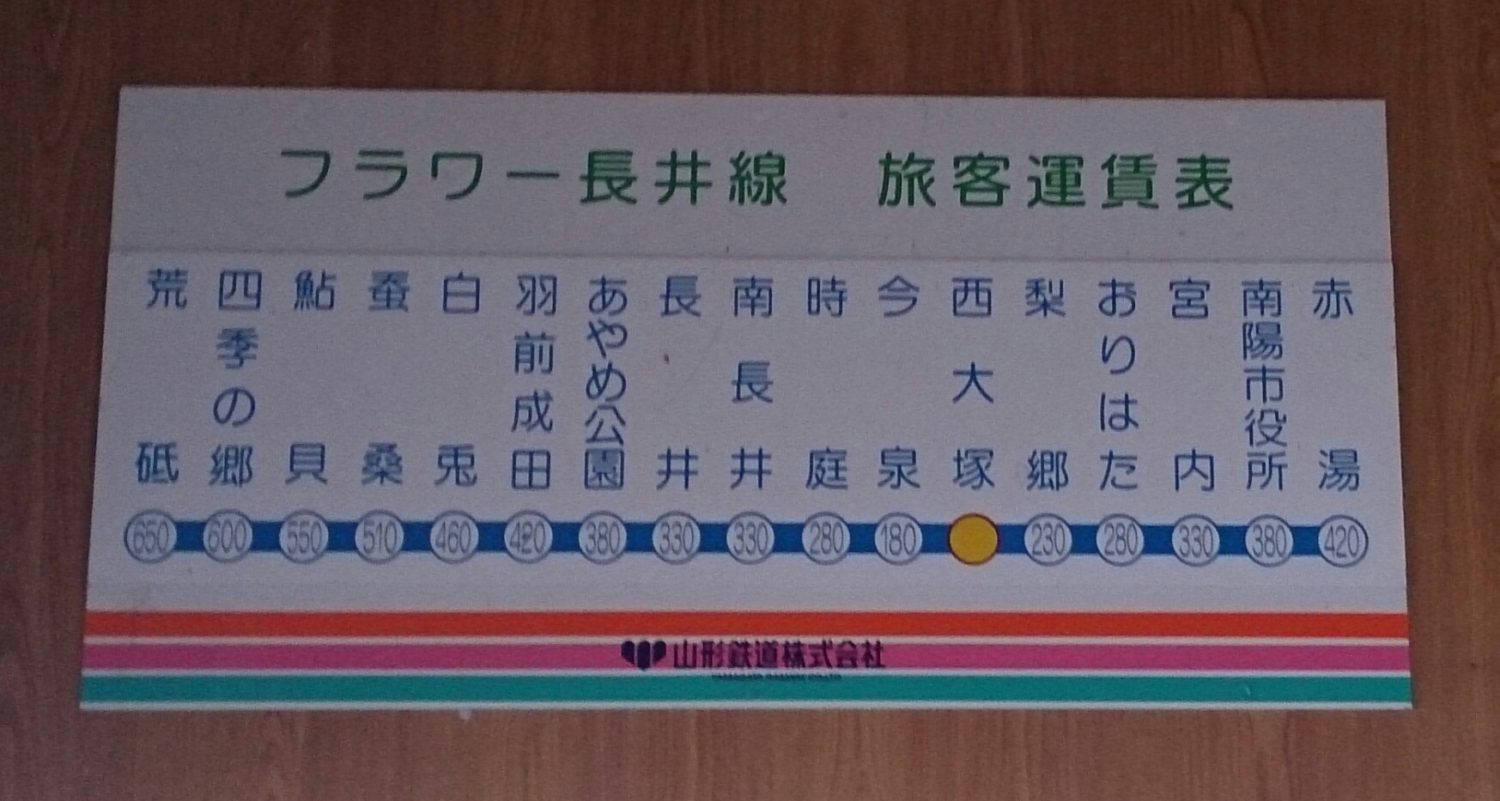 フラワー長井線　旅客運賃表
荒砥
四季の郷
鮎貝
蚕桑
白兎
羽前成田
あやめ公園
長井
南長井
時庭
今泉
西大塚
梨郷
おりはた
宮内
南陽市役所
赤湯
650 600 550 510 460 420 380 330 330 280 180 230 280 330 380 420
山形鉄道株式会社